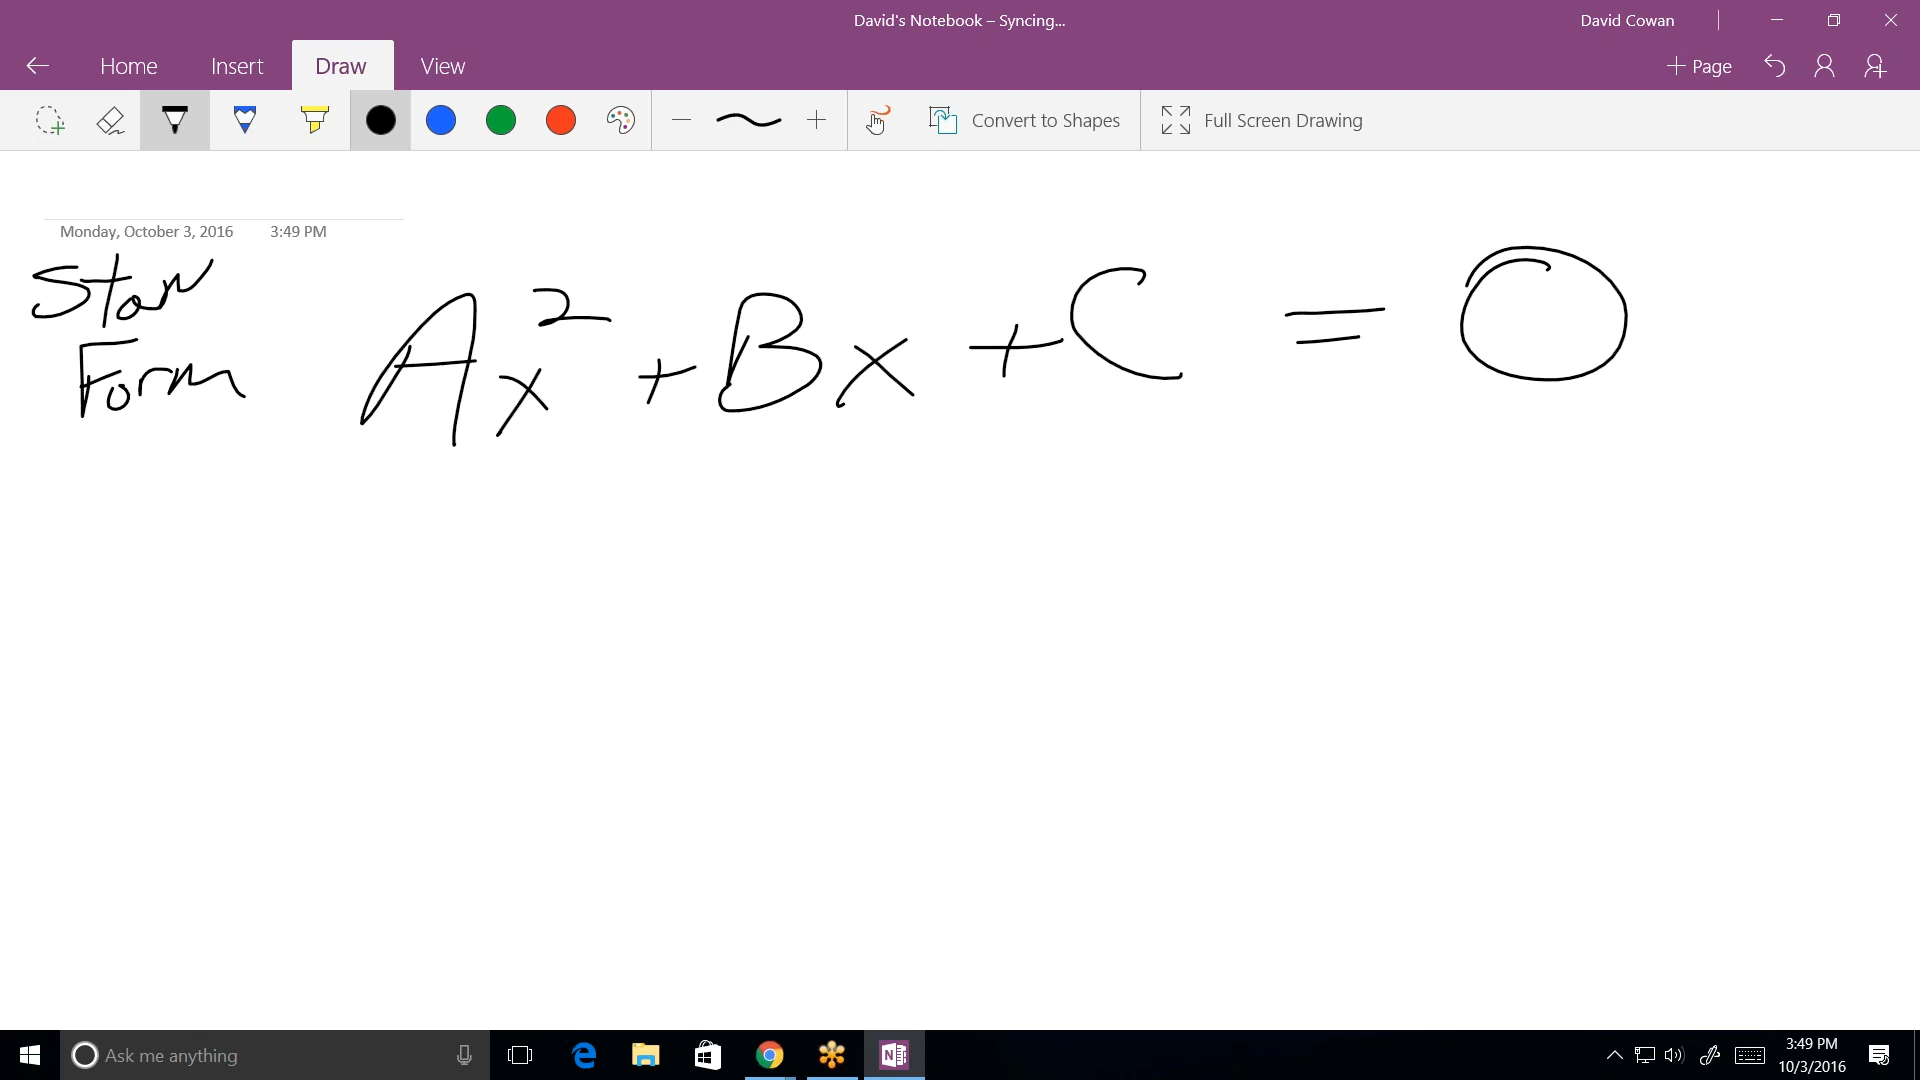 David's Notebook – Syncing...
David Cowan
Home Insert Draw View
Page
Convert to Shapes
Full Screen Drawing
Monday, October 3, 2016 3:49 PM
Stan
Form
Ax² + Bx + C = 0
Ask me anything
3:49 PM
10/3/2016